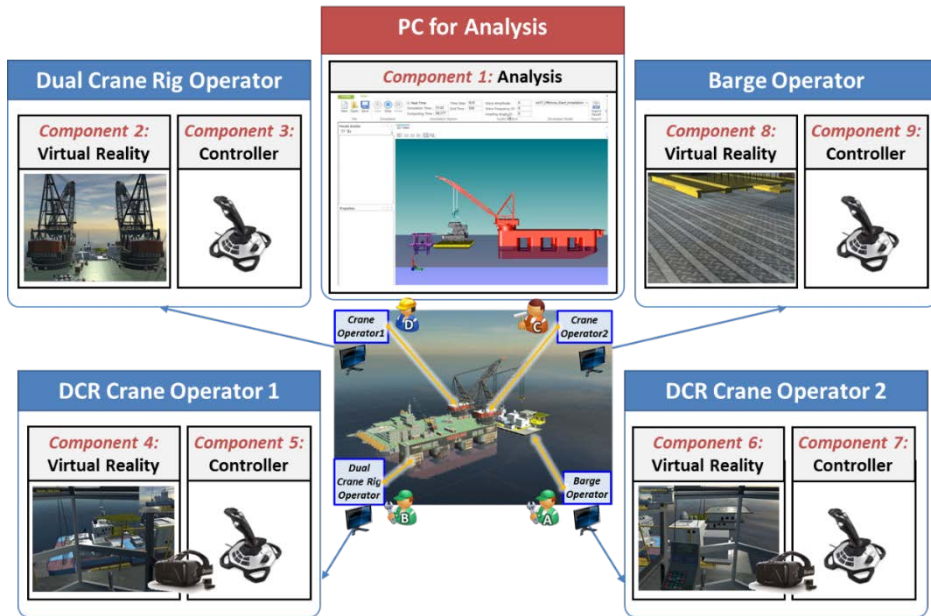 PC for Analysis
Component 1: Analysis
Dual Crane Rig Operator
Component 2:
Virtual Reality
Component 3:
Controller
Barge Operator
Component 8:
Virtual Reality
Component 9:
Controller
Crane
Operator1
D
C
Crane
Operator2
DCR Crane Operator 1
Component 4:
Virtual Reality
Component 5:
Controller
Dual
Crane Rig
Operator
B
A
Barge
Operator
DCR Crane Operator 2
Component 6:
Virtual Reality
Component 7:
Controller